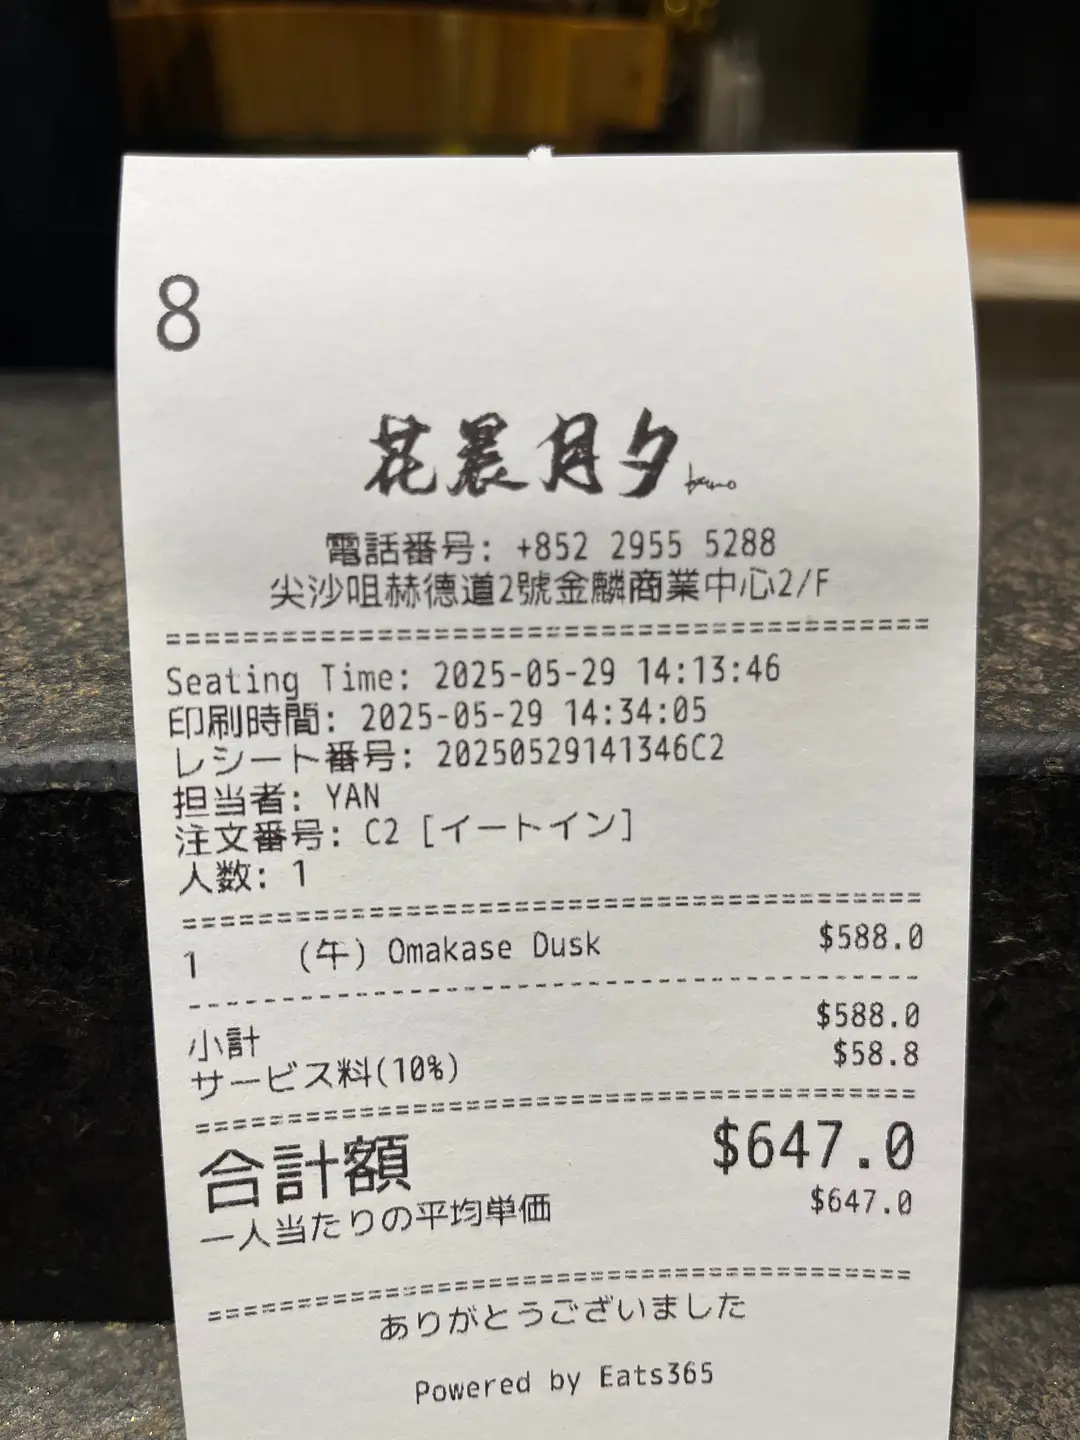 8
花晨月夕
電話番号: +852 2955 5288
尖沙咀赫德道2號金麟商業中心2/F
Seating Time: 2025-05-29 14:13:46
印刷時間: 2025-05-29 14:34:05
レシート番号: 20250529141346C2
担当者: YAN
注文番号: C2 [イートイン]
人数: 1
1 (午) Omakase Dusk $588.0
小計 $588.0
サービス料(10%) $58.8
合計額 $647.0
一人当たりの平均単価 $647.0
ありがとうございました
Powered by Eats365